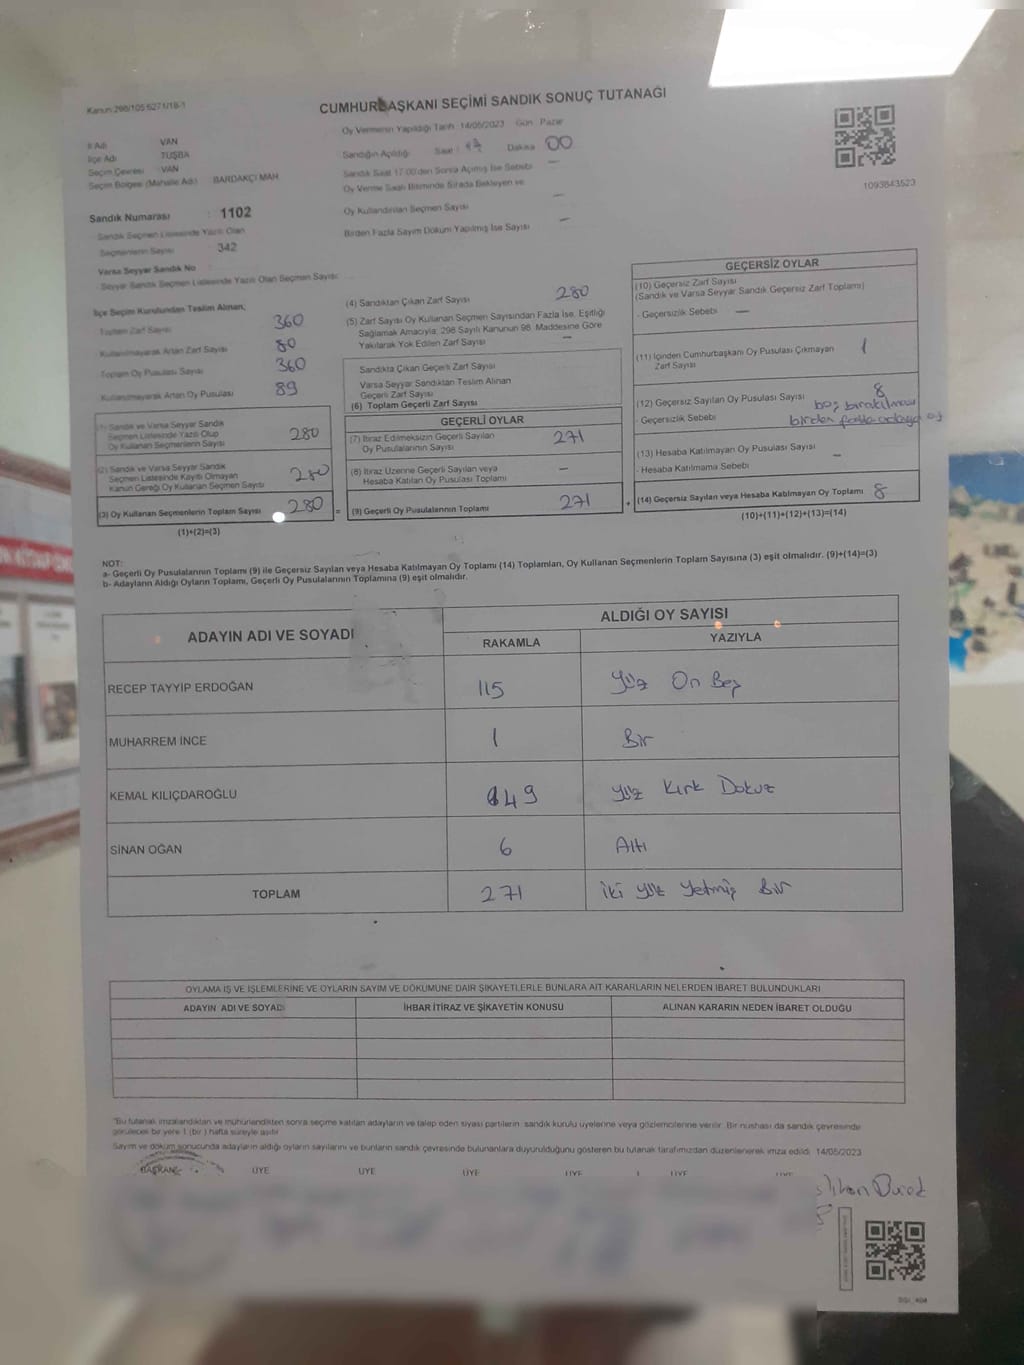 Kanun:298/105 6271/18-1
CUMHURBAŞKANI SEÇİMİ SANDIK SONUÇ TUTANAĞI
İl Adı VAN
İlçe Adı TUŞBA
Seçim Çevresi : VAN
Seçim Bölgesi (Mahalle Adı) BARDAKÇI MAH
Oy Vermenin Yapıldığı Tarih :14/05/2023 Gün Pazar
Sandığın Açıldığı Saat : Dakika 00
Sandık Saat 17:00'den Sonra Açılmış İse Sebebi —
Oy Verme Saati Bitiminde Sırada Bekleyen ve
Oy Kullandırılan Seçmen Sayısı —
Birden Fazla Sayım Döküm Yapılmış İse Sayısı —
1093843523
Sandık Numarası : 1102
Sandık Seçmen Listesinde Yazılı Olan
Seçmenlerin Sayısı : 342
Varsa Seyyar Sandık No
Seyyar Sandık Seçmen Listesinde Yazılı Olan Seçmen Sayısı:
İlçe Seçim Kurulundan Teslim Alınan;
Toplam Zarf Sayısı 360
Kullanılmayarak Artan Zarf Sayısı 80
Toplam Oy Pusulası Sayısı 360
Kullanılmayarak Artan Oy Pusulası 89
(1) Sandık ve Varsa Seyyar Sandık
Seçmen Listesinde Yazılı Olup
Oy Kullanan Seçmenlerin Sayısı 280
(2) Sandık ve Varsa Seyyar Sandık
Seçmen Listesinde Kayıtlı Olmayan
Kanun Gereği Oy Kullanan Seçmen Sayısı 280
(3) Oy Kullanan Seçmenlerin Toplam Sayısı 280 =
(1)+(2)=(3)
(4) Sandıktan Çıkan Zarf Sayısı 280
(5) Zarf Sayısı Oy Kullanan Seçmen Sayısından Fazla İse, Eşitliği
Sağlamak Amacıyla, 298 Sayılı Kanunun 98. Maddesine Göre
Yakılarak Yok Edilen Zarf Sayısı —
Sandıkta Çıkan Geçerli Zarf Sayısı
Varsa Seyyar Sandıktan Teslim Alınan
Geçerli Zarf Sayısı
(6) Toplam Geçerli Zarf Sayısı
GEÇERLİ OYLAR
(7) İtiraz Edilmeksizin Geçerli Sayılan
Oy Pusulasının Sayısı 271
(8) İtiraz Üzerine Geçerli Sayılan veya
Hesaba Katılan Oy Pusulası Toplamı —
(9) Geçerli Oy Pusulalarının Toplamı 271 +
GEÇERSİZ OYLAR
(10) Geçersiz Zarf Sayısı
(Sandık ve Varsa Seyyar Sandık Geçersiz Zarf Toplamı)
- Geçersizlik Sebebi —
(11) İçinden Cumhurbaşkanı Oy Pusulası Çıkmayan
Zarf Sayısı 1
(12) Geçersiz Sayılan Oy Pusulası Sayısı 8
boş bırakılması
- Geçersizlik Sebebi birden fazla adaya oy
(13) Hesaba Katılmayan Oy Pusulası Sayısı —
- Hesaba Katılmama Sebebi
(14) Geçersiz Sayılan veya Hesaba Katılmayan Oy Toplamı 8
(10)+(11)+(12)+(13)=(14)
NOT:
a- Geçerli Oy Pusulalarının Toplamı (9) ile Geçersiz Sayılan veya Hesaba Katılmayan Oy Toplamı (14) Toplamları, Oy Kullanan Seçmenlerin Toplam Sayısına (3) eşit olmalıdır. (9)+(14)=(3)
b- Adayların Aldığı Oyların Toplamı, Geçerli Oy Pusulalarının Toplamına (9) eşit olmalıdır.
ADAYIN ADI VE SOYADI ALDIĞI OY SAYISI
RAKAMLA YAZIYLA
RECEP TAYYİP ERDOĞAN 115 Yüz On Beş
MUHARREM İNCE 1 Bir
KEMAL KILIÇDAROĞLU 149 Yüz Kırk Dokuz
SİNAN OĞAN 6 Altı
TOPLAM 271 İki yüz Yetmiş Bir
OYLAMA İŞ VE İŞLEMLERİNE VE OYLARIN SAYIM VE DÖKÜMÜNE DAİR ŞİKAYETLERLE BUNLARA AİT KARARLARIN NELERDEN İBARET BULUNDUKLARI
ADAYIN ADI VE SOYADI İHBAR İTİRAZ VE ŞİKAYETİN KONUSU ALINAN KARARIN NEDEN İBARET OLDUĞU
"Bu tutanak imzalandıktan ve mühürlendikten sonra seçime katılan adayların ve talep eden siyasi partilerin sandık kurulu üyelerine veya gözlemcilerine verilir. Bir nüshası da sandık çevresinde
görülecek bir yere 1 (bir ) hafta süreyle asılır.
Sayım ve döküm sonucunda adayların aldığı oyların sayılarını ve bunların sandık çevresinde bulunanlara duyurulduğunu gösteren bu tutanak tarafımızdan düzenlenerek imza edildi. 14/05/2023
BAŞKAN ÜYE ÜYE ÜYE ÜYE ÜYE ÜYE